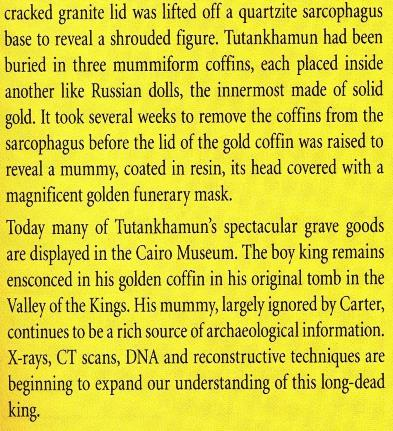 cracked granite lid was lifted off a quartzite sarcophagus
base to reveal a shrouded figure. Tutankhamun had been
buried in three mummiform coffins, each placed inside
another like Russian dolls, the innermost made of solid
gold. It took several weeks to remove the coffins from the
sarcophagus before the lid of the gold coffin was raised to
reveal a mummy, coated in resin, its head covered with a
magnificent golden funerary mask.
Today many of Tutankhamun's spectacular grave goods
are displayed in the Cairo Museum. The boy king remains
ensconced in his golden coffin in his original tomb in the
Valley of the Kings. His mummy, largely ignored by Carter,
continues to be a rich source of archaeological information.
X-rays, CT scans, DNA and reconstructive techniques are
beginning to expand our understanding of this long-dead
king.